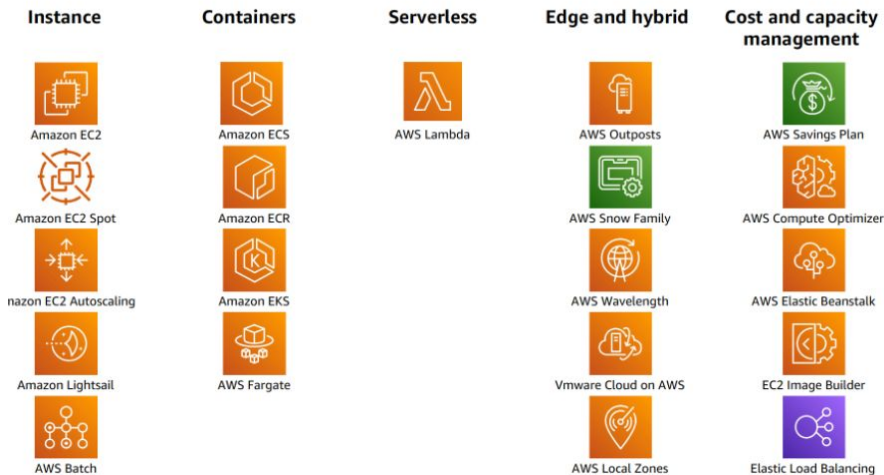 Instance
Containers
Serverless
Edge and hybrid
Cost and capacity
management
Amazon EC2
Amazon ECS
AWS Lambda
AWS Outposts
AWS Savings Plan
$
Amazon EC2 Spot
Amazon ECR
AWS Snow Family
AWS Compute Optimizer
nazon EC2 Autoscaling
K
Amazon EKS
AWS Wavelength
AWS Elastic Beanstalk
Amazon Lightsail
AWS Fargate
Vmware Cloud on AWS
EC2 Image Builder
AWS Batch
AWS Local Zones
Elastic Load Balancing